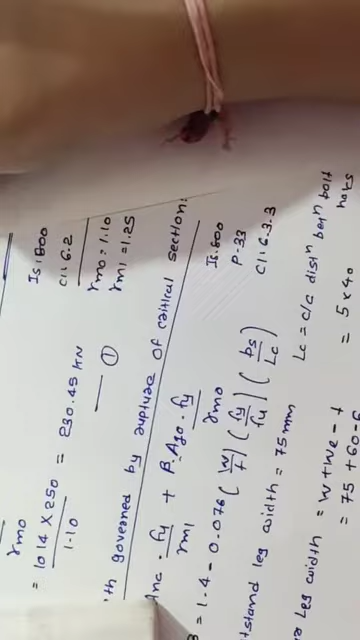 γmo
= 1014 × 250 / 1.10 = 230.45 KN — ①
IS:800
Cl: 6.2
γmo = 1.10
γm1 = 1.25
th governed by rupture of critical section:
Anc . fu / γm1 + β. Ago . fy / γmo
IS:800
P-33
Cl: 6.3.3
= 1.4 - 0.076 (w/t) (fy/fu) (bs/Lc)
tstand leg width = 75 mm
Lc = c/c distn betn bolt holes
= 5 × 40
Leg width = w + we - t
= 75 + 60 - 6